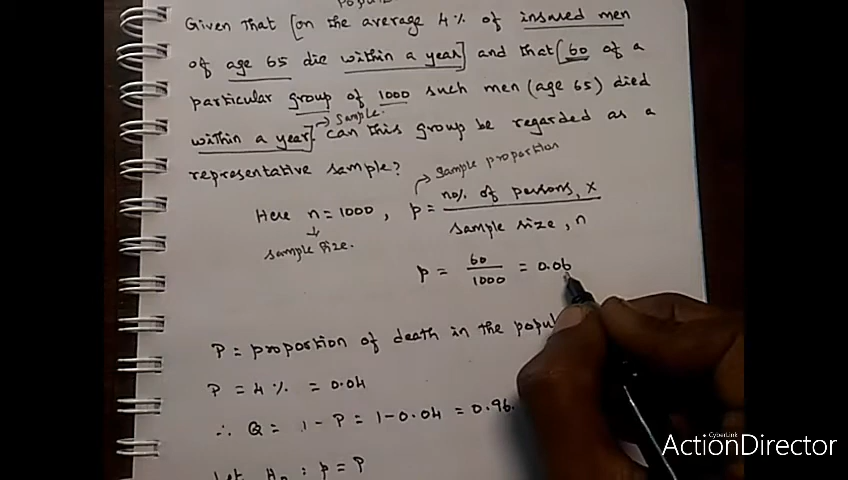 Given that [on the average 4% of insured men
of age 65 die within a year] and that [60 of a
particular group of 1000 such men (age 65) died
→ sample.
within a year] can this group be regarded as a
representative sample?
→ sample proportion
Here n = 1000 , p = no/. of persons, x / sample size, n
↓
sample size.
p = 60 / 1000 = 0.06
P = proportion of death in the popul
P = 4% = 0.04
∴ Q = 1 - P = 1 - 0.04 = 0.96.
Let H₀ : p = P
CyberLink
ActionDirector